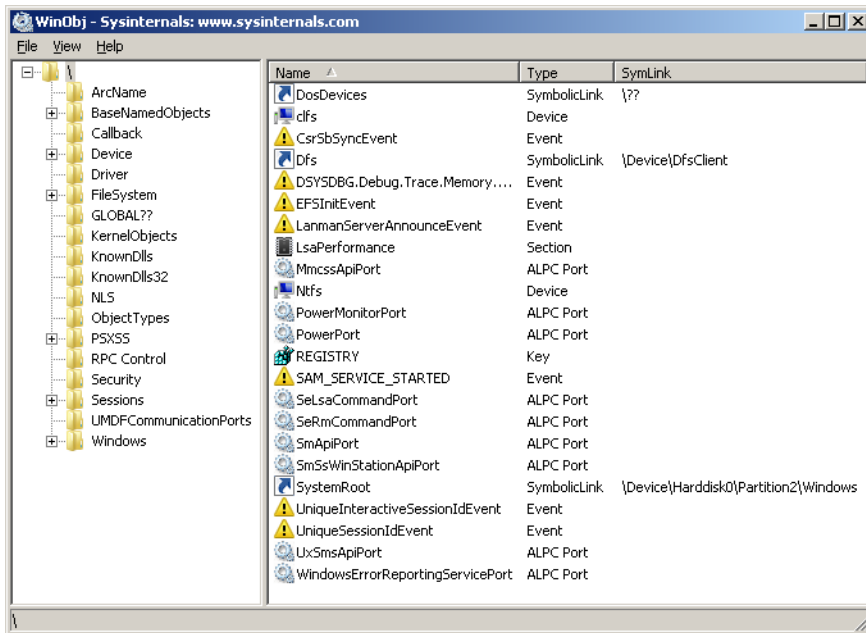 WinObj - Sysinternals: www.sysinternals.com
File View Help
\
ArcName
BaseNamedObjects
Callback
Device
Driver
FileSystem
GLOBAL??
KernelObjects
KnownDlls
KnownDlls32
NLS
ObjectTypes
PSXSS
RPC Control
Security
Sessions
UMDFCommunicationPorts
Windows
Name Type SymLink
DosDevices SymbolicLink \??
clfs Device
CsrSbSyncEvent Event
Dfs SymbolicLink \Device\DfsClient
DSYSDBG.Debug.Trace.Memory.... Event
EFSInitEvent Event
LanmanServerAnnounceEvent Event
LsaPerformance Section
MmcssApiPort ALPC Port
Ntfs Device
PowerMonitorPort ALPC Port
PowerPort ALPC Port
REGISTRY Key
SAM_SERVICE_STARTED Event
SeLsaCommandPort ALPC Port
SeRmCommandPort ALPC Port
SmApiPort ALPC Port
SmSsWinStationApiPort ALPC Port
SystemRoot SymbolicLink \Device\Harddisk0\Partition2\Windows
UniqueInteractiveSessionIdEvent Event
UniqueSessionIdEvent Event
UxSmsApiPort ALPC Port
WindowsErrorReportingServicePort ALPC Port
\